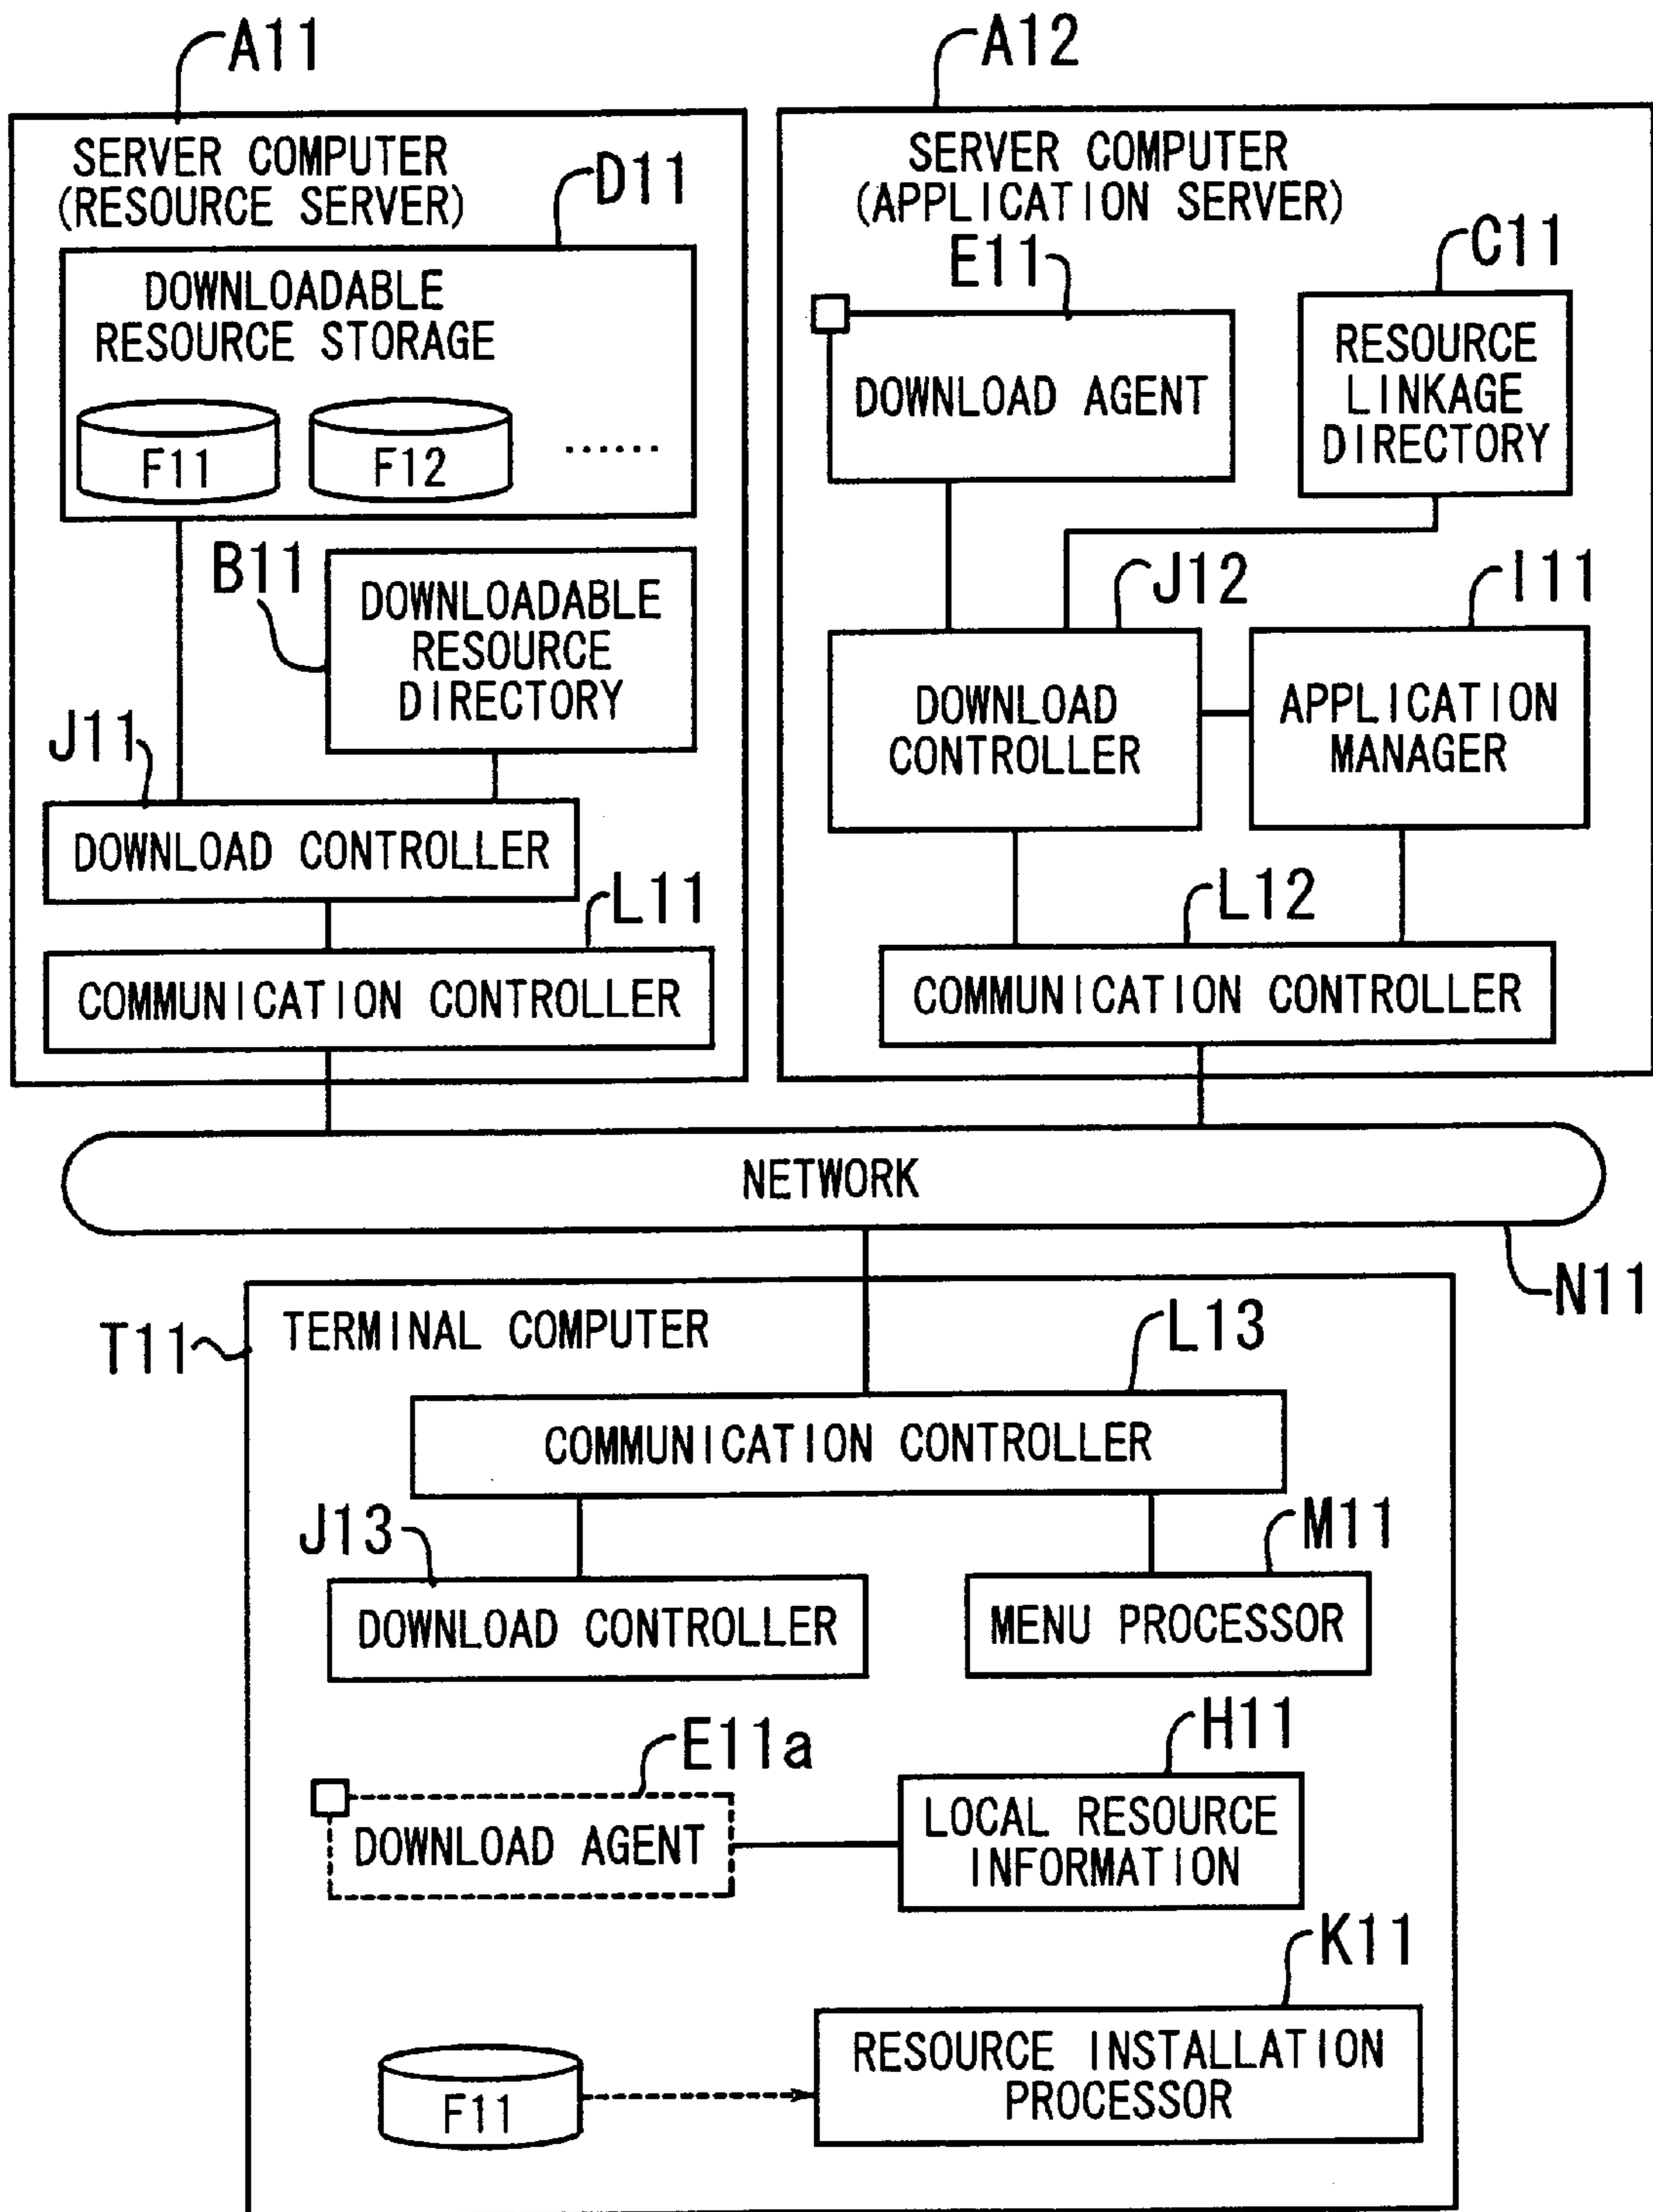 A11
A12
SERVER COMPUTER
(RESOURCE SERVER)
D11
DOWNLOADABLE
RESOURCE STORAGE
F11
F12
......
B11
DOWNLOADABLE
RESOURCE
DIRECTORY
J11
DOWNLOAD CONTROLLER
L11
COMMUNICATION CONTROLLER
SERVER COMPUTER
(APPLICATION SERVER)
E11
C11
DOWNLOAD AGENT
RESOURCE
LINKAGE
DIRECTORY
J12
I11
DOWNLOAD
CONTROLLER
APPLICATION
MANAGER
L12
COMMUNICATION CONTROLLER
NETWORK
N11
T11
TERMINAL COMPUTER
L13
COMMUNICATION CONTROLLER
J13
M11
DOWNLOAD CONTROLLER
MENU PROCESSOR
E11a
H11
DOWNLOAD AGENT
LOCAL RESOURCE
INFORMATION
K11
F11
RESOURCE INSTALLATION
PROCESSOR